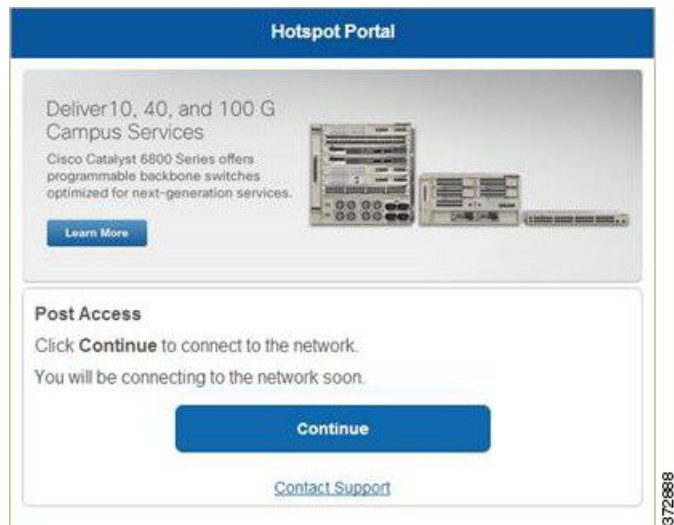 Hotspot Portal
Deliver10, 40, and 100 G
Campus Services
Cisco Catalyst 6800 Series offers
programmable backbone switches
optimized for next-generation services.
Learn More
Post Access
Click Continue to connect to the network.
You will be connecting to the network soon.
Continue
Contact Support
372888